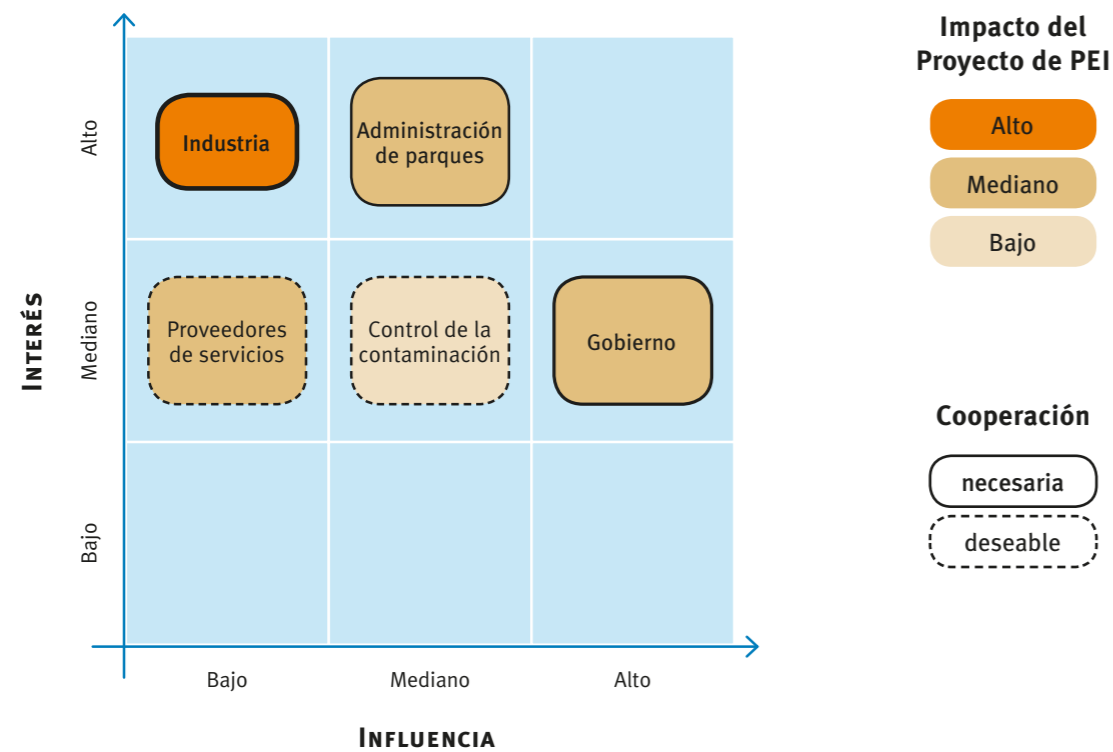 Impacto del
Proyecto de PEI
Alto
Mediano
Bajo
Cooperación
necesaria
deseable
INTERÉS
Alto
Mediano
Bajo
Industria
Administración
de parques
Proveedores
de servicios
Control de la
contaminación
Gobierno
Bajo
Mediano
Alto
INFLUENCIA